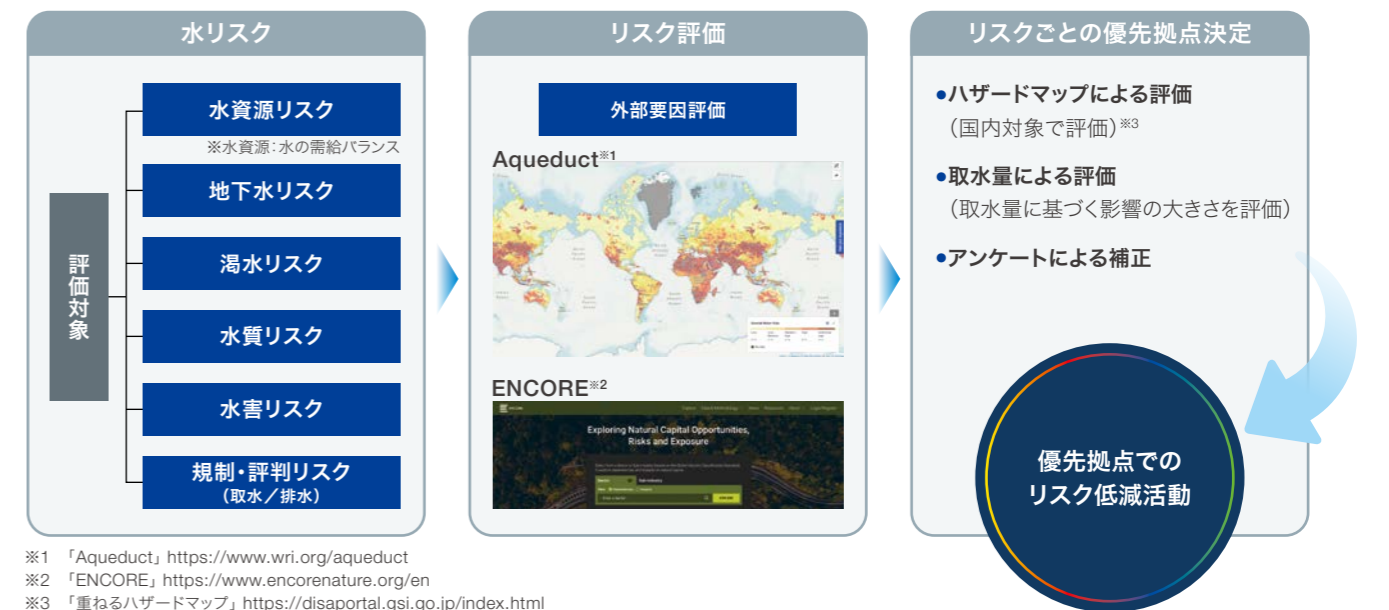 水リスク
評価対象
水資源リスク
※水資源：水の需給バランス
地下水リスク
渇水リスク
水質リスク
水害リスク
規制・評判リスク
（取水／排水）
リスク評価
外部要因評価
Aqueduct※1
ENCORE※2
Exploring Natural Capital Opportunities,
Risks and Exposure
リスクごとの優先拠点決定
●ハザードマップによる評価
（国内対象で評価）※3
●取水量による評価
（取水量に基づく影響の大きさを評価）
●アンケートによる補正
優先拠点での
リスク低減活動
※1 「Aqueduct」https://www.wri.org/aqueduct
※2 「ENCORE」https://www.encorenature.org/en
※3 「重ねるハザードマップ」https://disaportal.gsi.go.jp/index.html